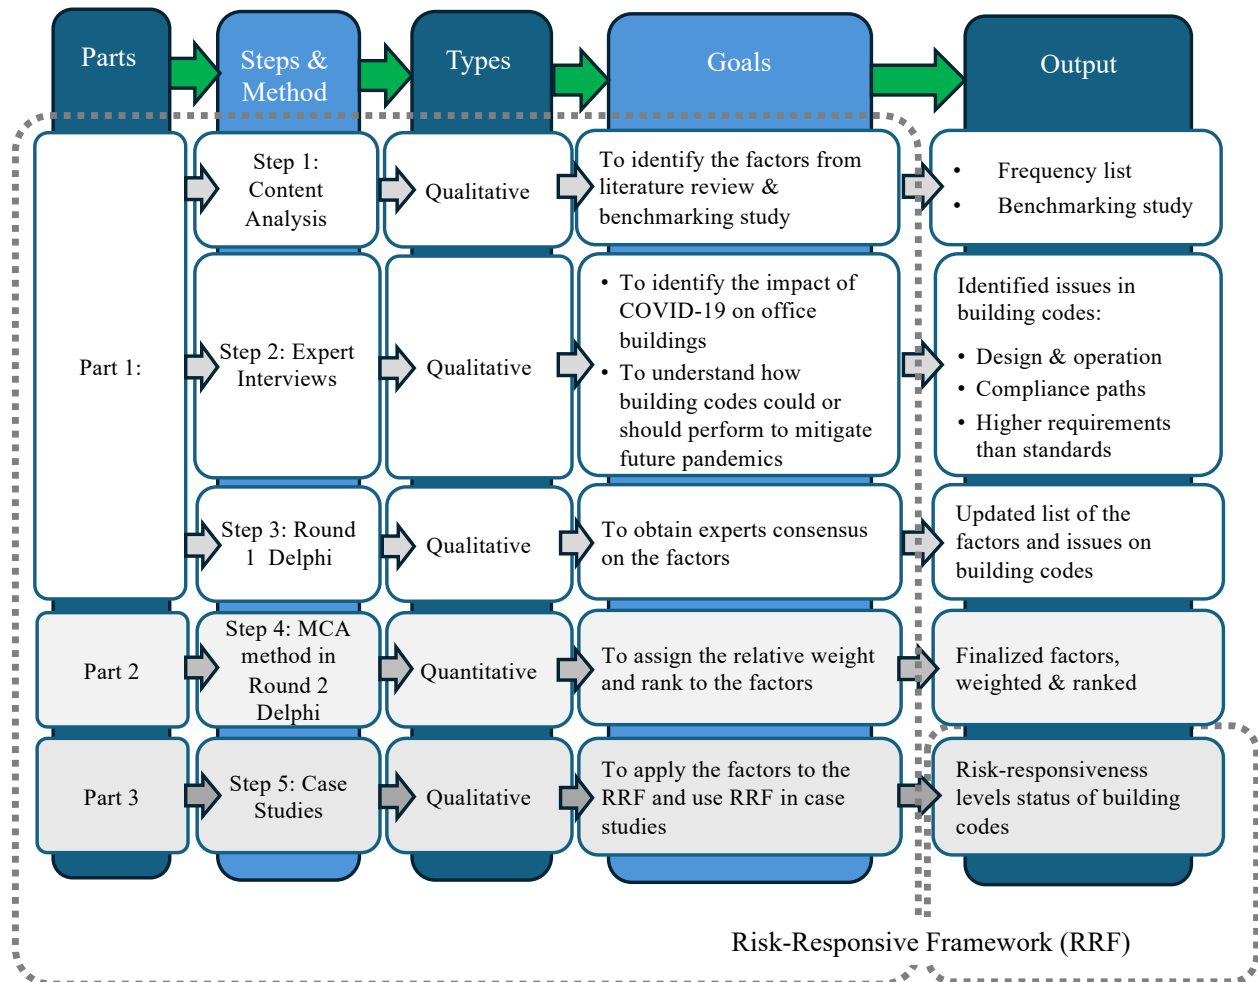 Parts
Steps &
Method
Types
Goals
Output
Part 1:
Step 1:
Content
Analysis
Qualitative
To identify the factors from
literature review &
benchmarking study
• Frequency list
• Benchmarking study
Step 2: Expert
Interviews
Qualitative
• To identify the impact of
COVID-19 on office
buildings
• To understand how
building codes could or
should perform to mitigate
future pandemics
Identified issues in
building codes:
• Design & operation
• Compliance paths
• Higher requirements
than standards
Step 3: Round
1 Delphi
Qualitative
To obtain experts consensus
on the factors
Updated list of the
factors and issues on
building codes
Part 2
Step 4: MCA
method in
Round 2
Delphi
Quantitative
To assign the relative weight
and rank to the factors
Finalized factors,
weighted & ranked
Part 3
Step 5: Case
Studies
Qualitative
To apply the factors to the
RRF and use RRF in case
studies
Risk-responsiveness
levels status of building
codes
Risk-Responsive Framework (RRF)